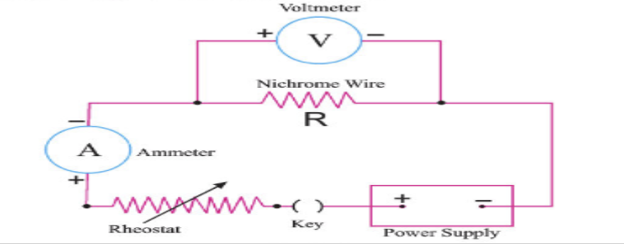 Voltmeter
+ V −
Nichrome Wire
R
−
A Ammeter
+
Rheostat
( )
Key
+ −
Power Supply